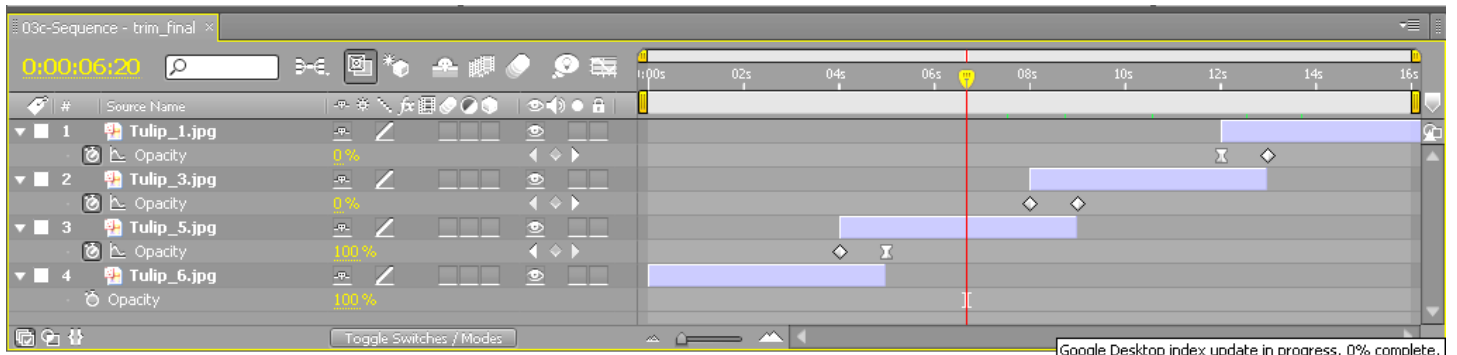 03c-Sequence - trim_final ×
0:00:06:20
00s 02s 04s 06s 08s 10s 12s 14s 16s
# Source Name fx
1 Tulip_1.jpg
Opacity 0%
2 Tulip_3.jpg
Opacity 0%
3 Tulip_5.jpg
Opacity 100%
4 Tulip_6.jpg
Opacity 100%
Toggle Switches / Modes
Google Desktop index update in progress. 0% complete.